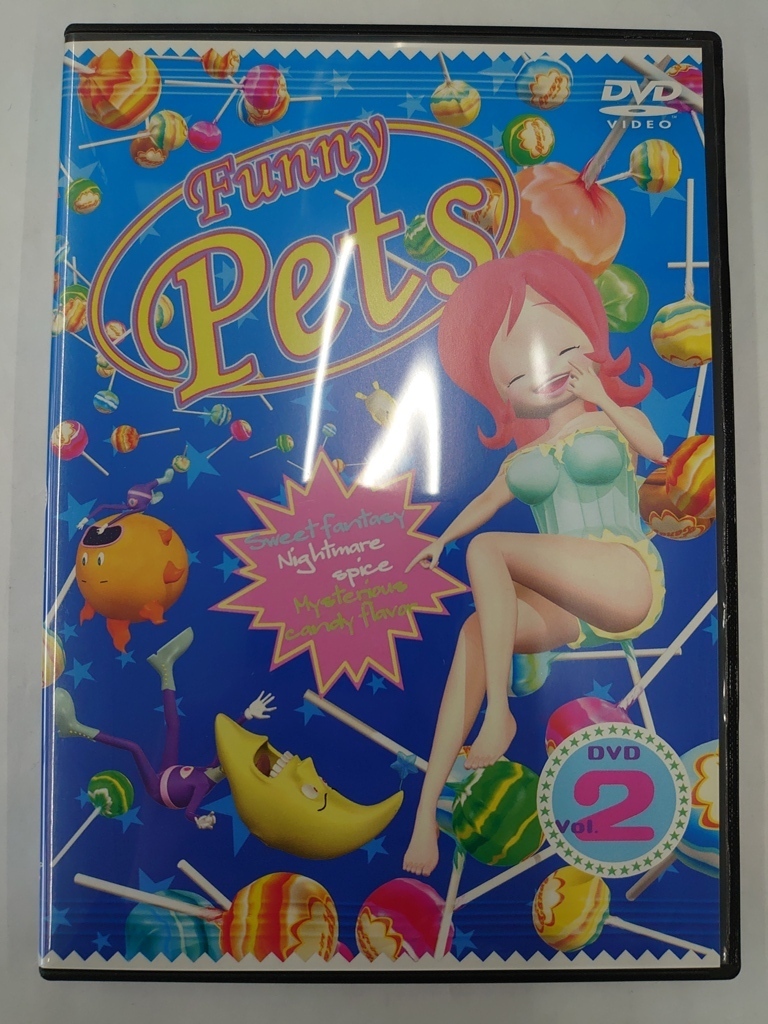 DVD
VIDEO
Funny
Pets
Sweet fantasy
Nightmare
spice
Mysterious
candy flavor
DVD
Vol. 2